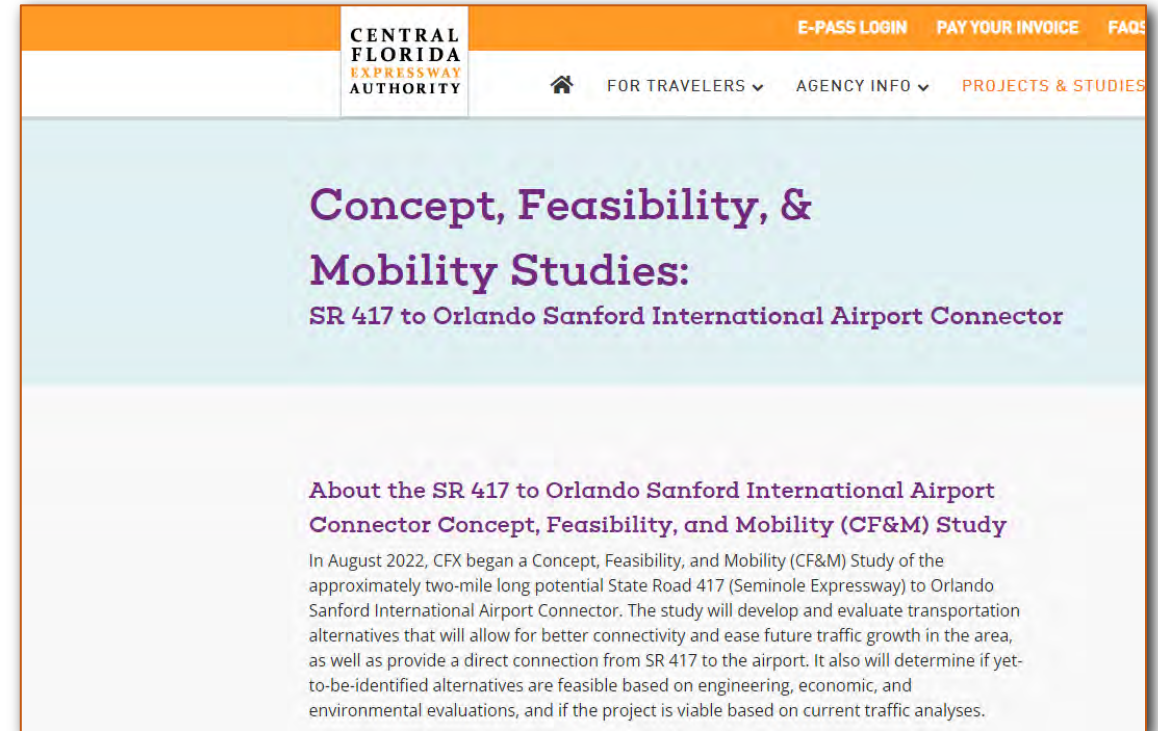 CENTRAL
FLORIDA
EXPRESSWAY
AUTHORITY
E-PASS LOGIN PAY YOUR INVOICE FAQS
FOR TRAVELERS AGENCY INFO PROJECTS & STUDIES
Concept, Feasibility, &
Mobility Studies:
SR 417 to Orlando Sanford International Airport Connector
About the SR 417 to Orlando Sanford International Airport
Connector Concept, Feasibility, and Mobility (CF&M) Study
In August 2022, CFX began a Concept, Feasibility, and Mobility (CF&M) Study of the
approximately two-mile long potential State Road 417 (Seminole Expressway) to Orlando
Sanford International Airport Connector. The study will develop and evaluate transportation
alternatives that will allow for better connectivity and ease future traffic growth in the area,
as well as provide a direct connection from SR 417 to the airport. It also will determine if yet-
to-be-identified alternatives are feasible based on engineering, economic, and
environmental evaluations, and if the project is viable based on current traffic analyses.